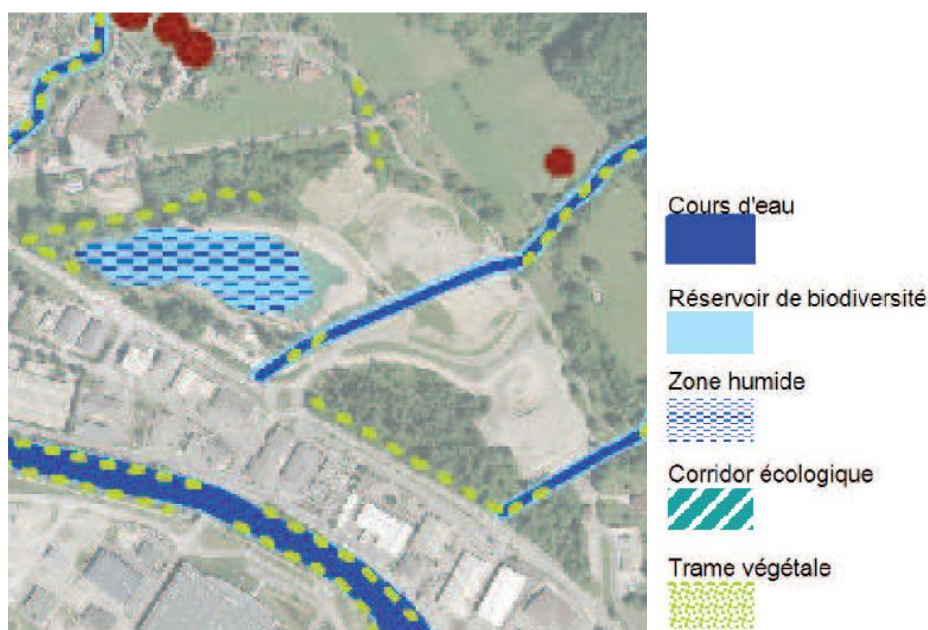 Cours d'eau
Réservoir de biodiversité
Zone humide
Corridor écologique
Trame végétale